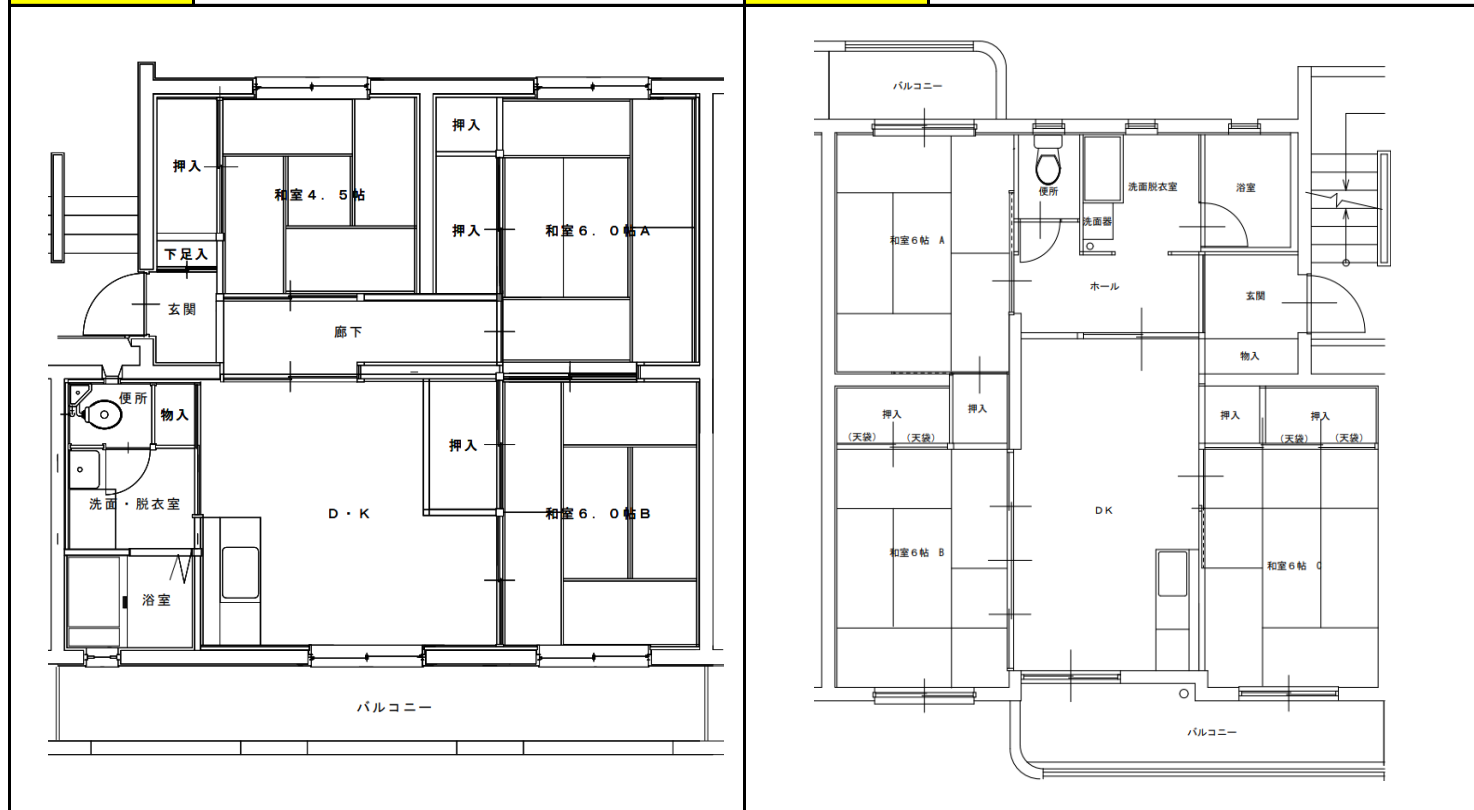 押入
押入
和室4.5帖
押入
和室6.0帖A
下足入
玄関
廊下
便所
物入
押入
洗面・脱衣室
D・K
和室6.0帖B
浴室
バルコニー
バルコニー
便所
洗面脱衣室
浴室
洗面器
和室6帖 A
ホール
玄関
物入
押入
押入
(天袋) (天袋)
押入
押入
(天袋) (天袋)
DK
和室6帖 B
和室6帖 C
バルコニー